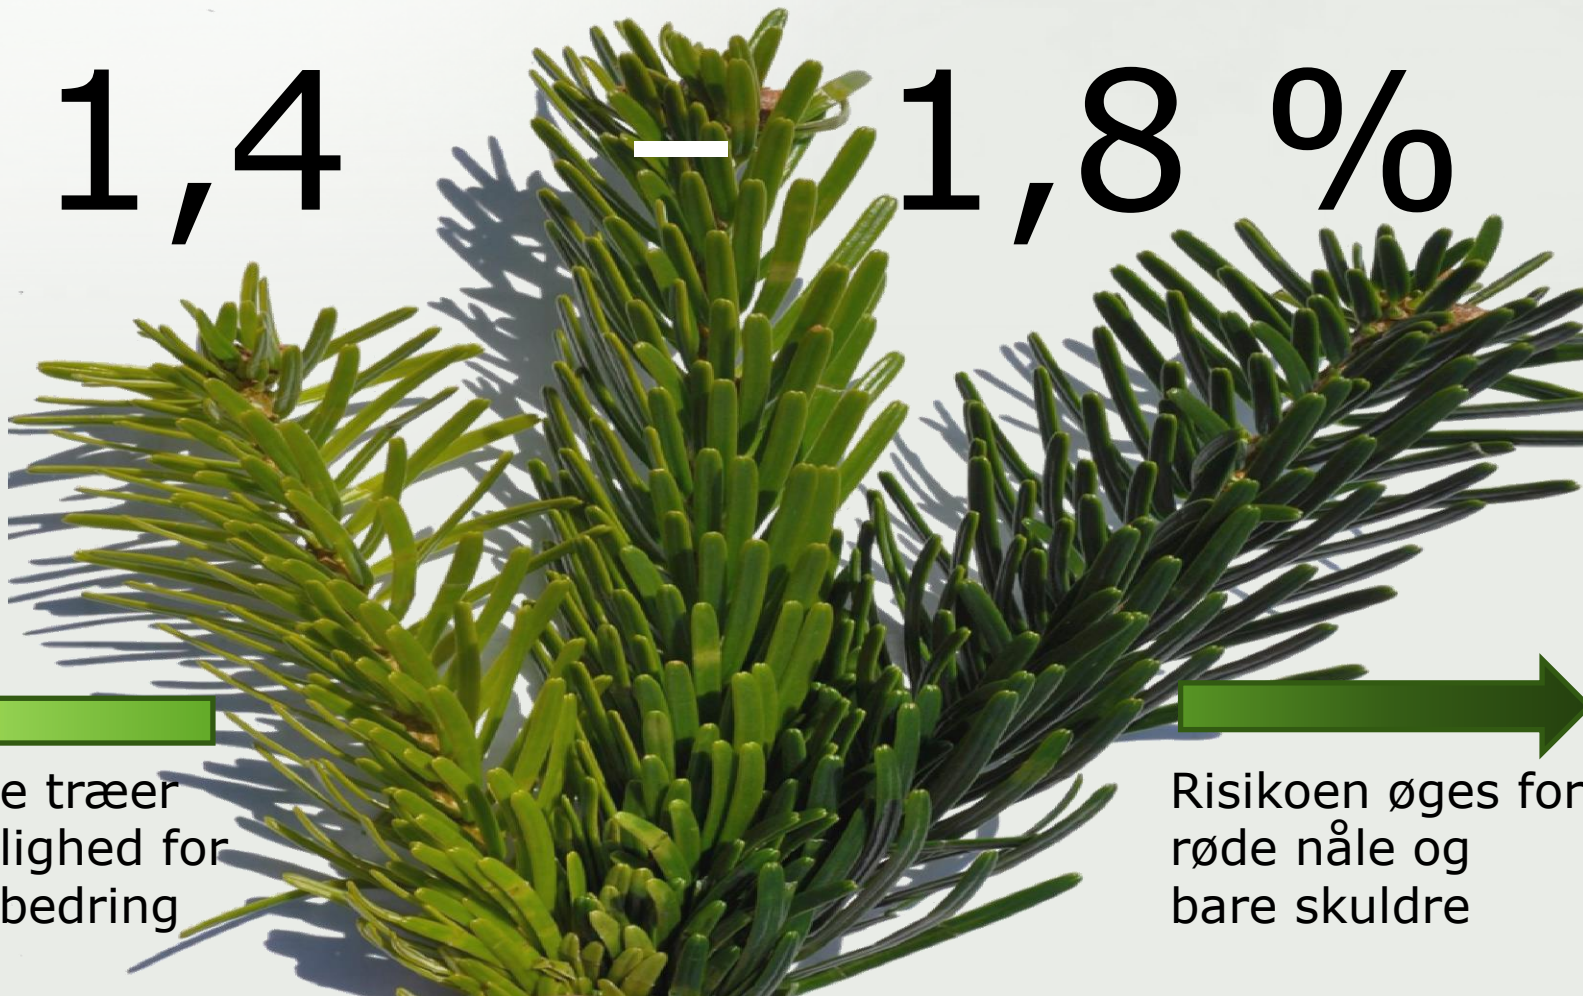 1,4 – 1,8 %
e træer
lighed for
bedring
Risikoen øges for
røde nåle og
bare skuldre